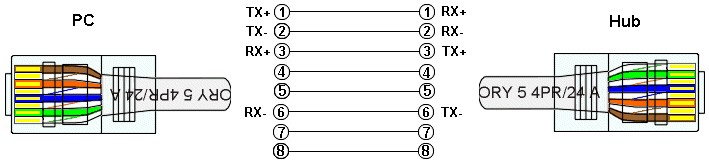 PC
TX+ 1 1 RX+
TX- 2 2 RX-
RX+ 3 3 TX+
4 4
5 5
RX- 6 6 TX-
7 7
8 8
Hub
ORY 5 4PR/24 A
ORY 5 4PR/24 A